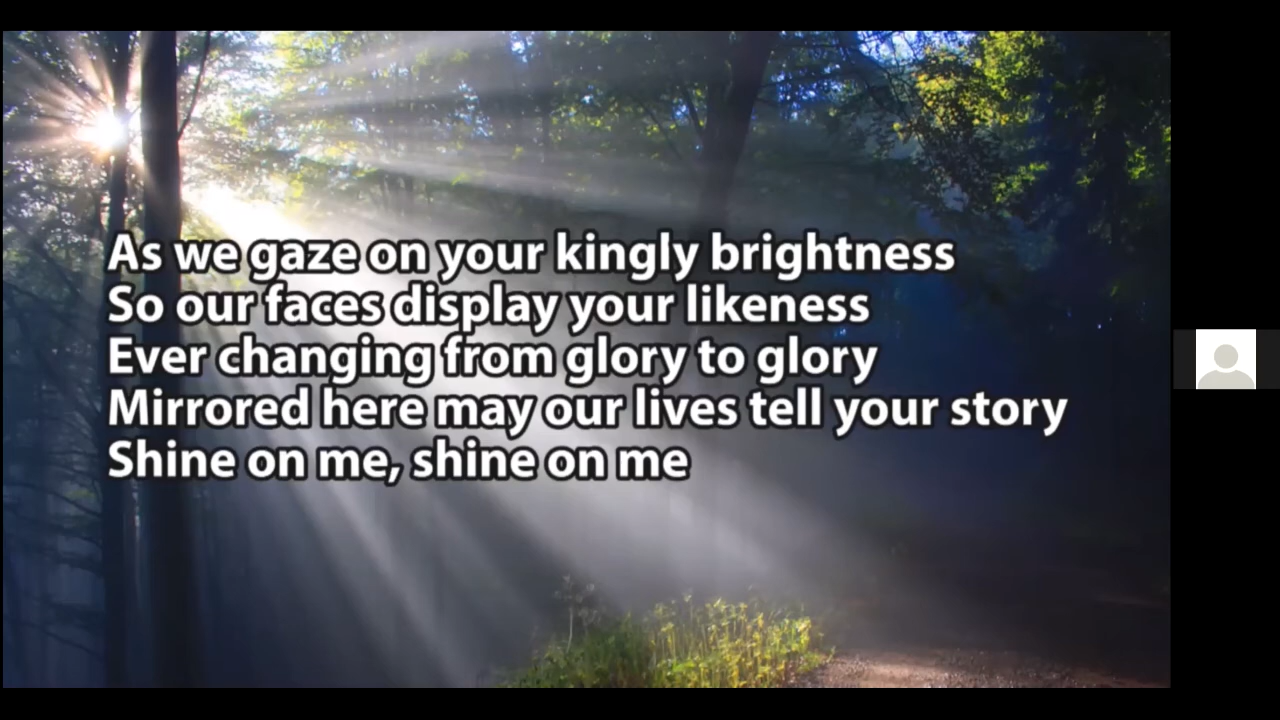 As we gaze on your kingly brightness
So our faces display your likeness
Ever changing from glory to glory
Mirrored here may our lives tell your story
Shine on me, shine on me